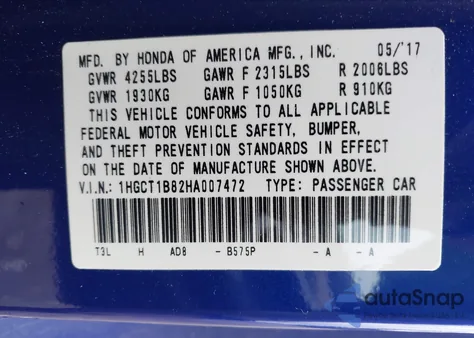 MFD. BY HONDA OF AMERICA MFG., INC. 05/'17
GVWR 4255LBS GAWR F 2315LBS R 2006LBS
GVWR 1930KG GAWR F 1050KG R 910KG
THIS VEHICLE CONFORMS TO ALL APPLICABLE
FEDERAL MOTOR VEHICLE SAFETY, BUMPER,
AND THEFT PREVENTION STANDARDS IN EFFECT
ON THE DATE OF MANUFACTURE SHOWN ABOVE.
V.I.N.: 1HGCT1B82HA007472 TYPE: PASSENGER CAR
T3L H AD8 - B575P - A - A
autoSnap